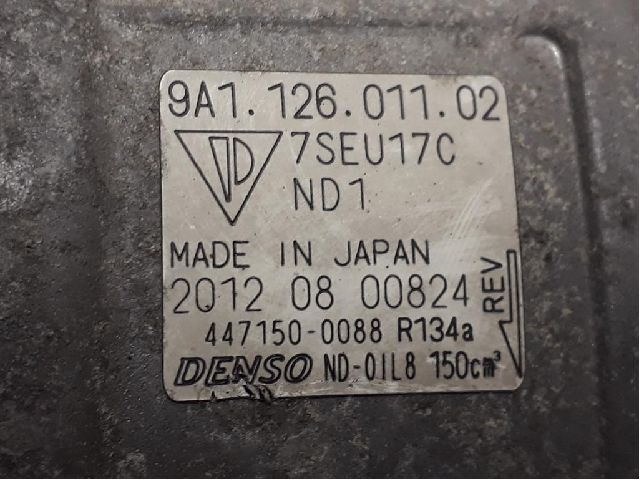 9A1.126.011.02
7SEU17C
ND1
MADE IN JAPAN
2012 08 00824
REV
447150-0088 R134a
DENSO ND-OIL8 150cm³